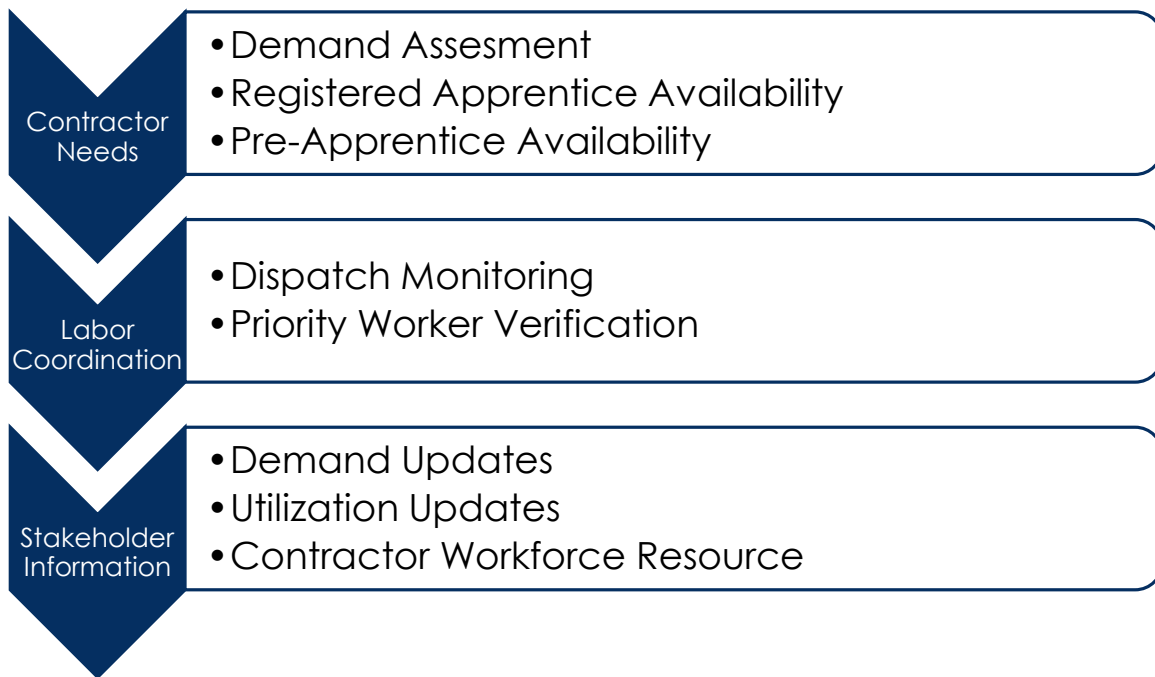 Contractor
Needs
•Demand Assesment
•Registered Apprentice Availability
•Pre-Apprentice Availability
Labor
Coordination
•Dispatch Monitoring
•Priority Worker Verification
Stakeholder
Information
•Demand Updates
•Utilization Updates
•Contractor Workforce Resource